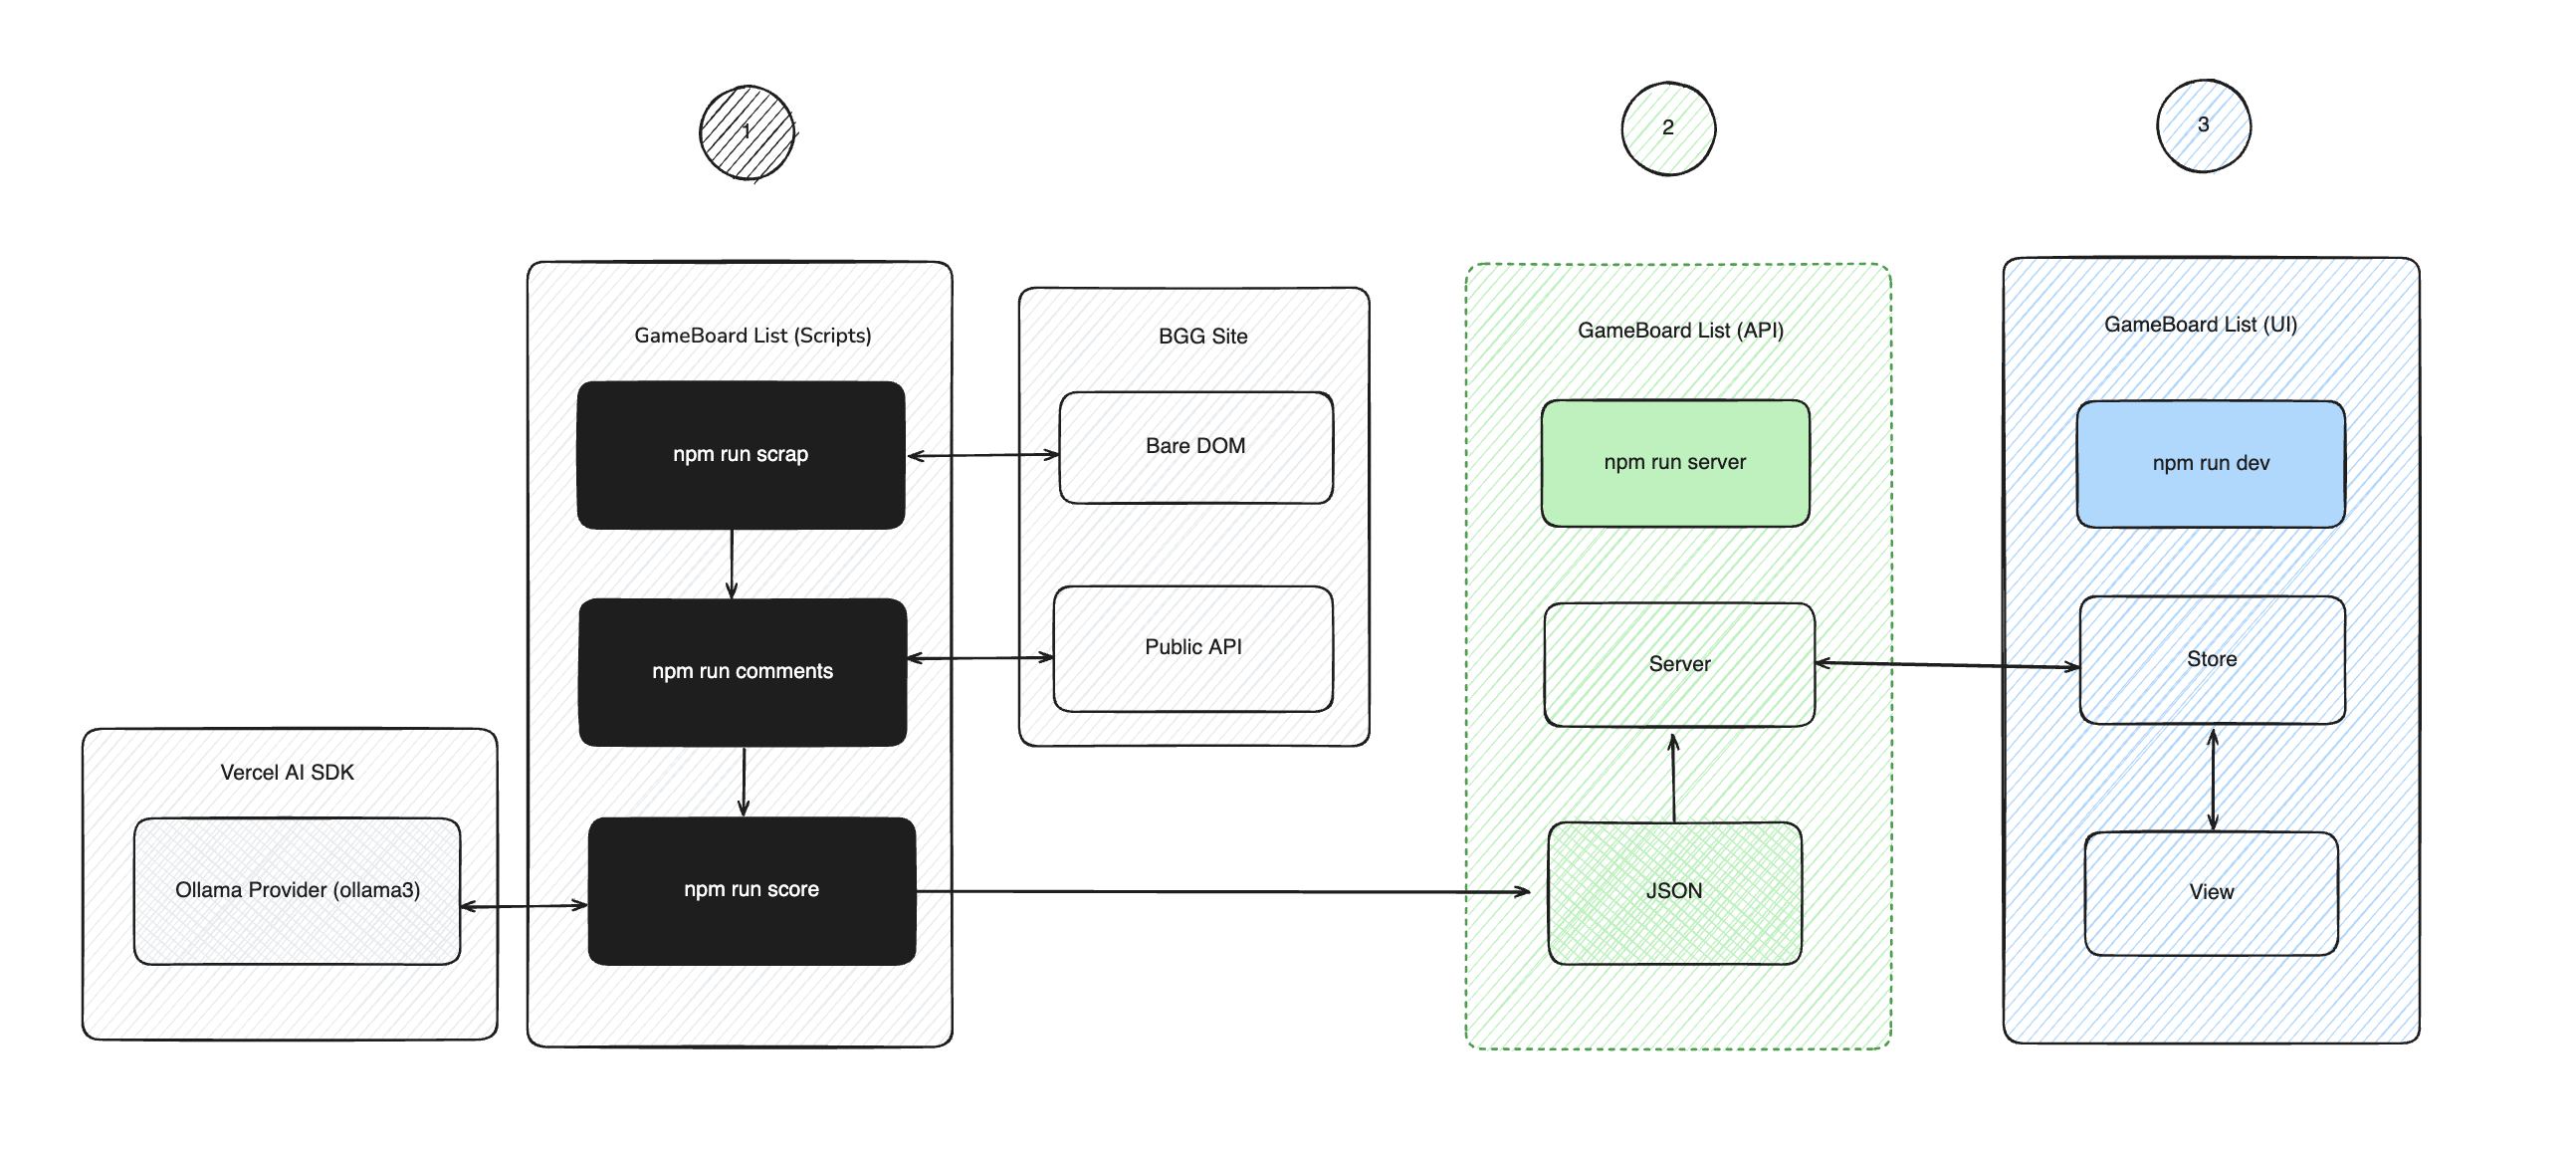 1
2
3
GameBoard List (Scripts)
npm run scrap
npm run comments
npm run score
BGG Site
Bare DOM
Public API
Vercel AI SDK
Ollama Provider (ollama3)
GameBoard List (API)
npm run server
Server
JSON
GameBoard List (UI)
npm run dev
Store
View